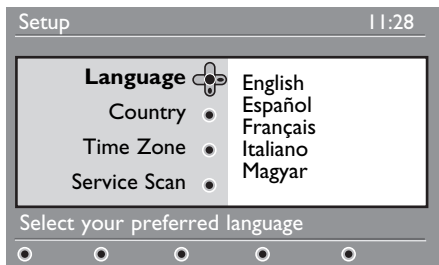 Setup 11:28
Language
Country
Time Zone
Service Scan
English
Español
Français
Italiano
Magyar
Select your preferred language